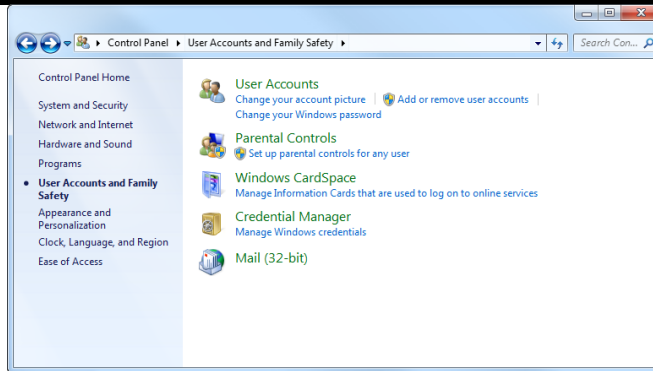 Control Panel User Accounts and Family Safety
Search Con...
Control Panel Home
System and Security
Network and Internet
Hardware and Sound
Programs
User Accounts and Family
Safety
Appearance and
Personalization
Clock, Language, and Region
Ease of Access
User Accounts
Change your account picture Add or remove user accounts
Change your Windows password
Parental Controls
Set up parental controls for any user
Windows CardSpace
Manage Information Cards that are used to log on to online services
Credential Manager
Manage Windows credentials
Mail (32-bit)